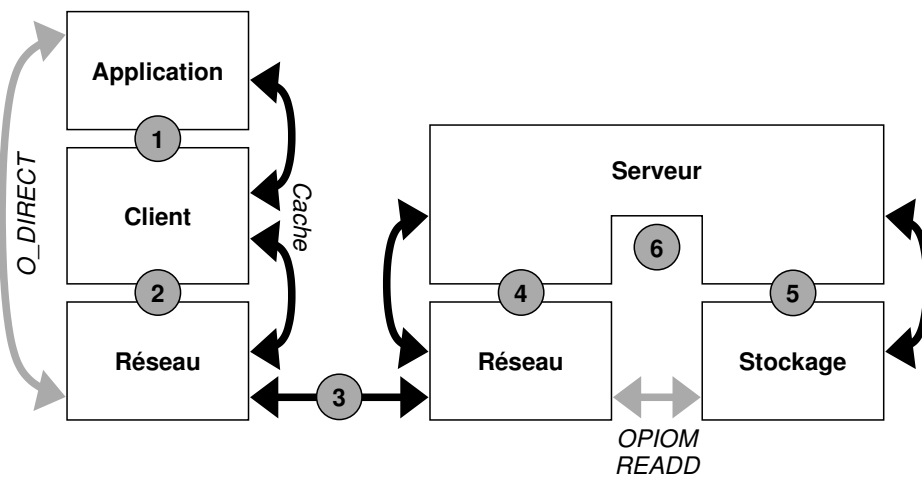 Application
1
O_DIRECT
Client
Cache
2
Réseau
3
Serveur
6
4
5
Réseau
Stockage
OPIOM
READD